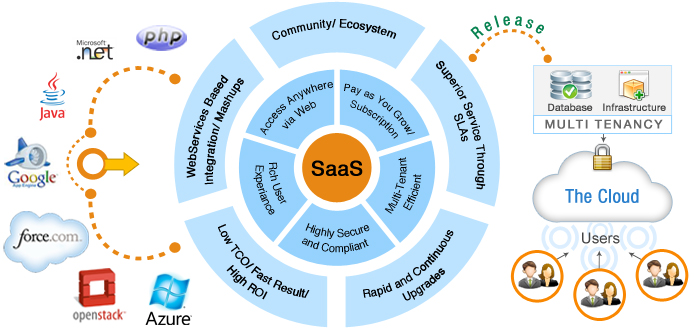 Microsoft
.net
php
Java
Google
App Engine
force.com
openstack
Azure
Community/ Ecosystem
WebServices Based
Integration/ Mashups
Superior Service Through
SLAs
Low TCO/ Fast Result/
High ROI
Rapid and Continuous
Upgrades
Access Anywhere
via Web
Pay as You Grow/
Subscription
Rich User
Experiance
Multi-Tenant
Efficient
Highly Secure
and Compliant
SaaS
Release
Database
Infrastructure
MULTI TENANCY
The Cloud
Users